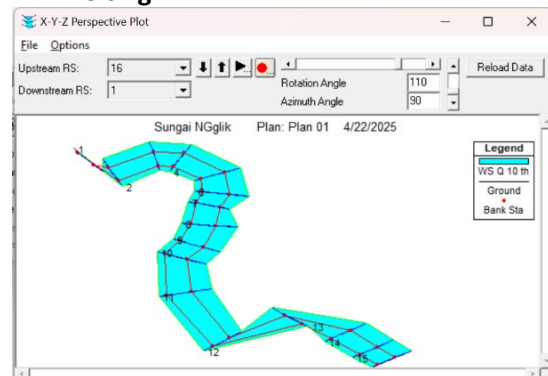 X-Y-Z Perspective Plot
File Options
Upstream RS: 16
Downstream RS: 1
Rotation Angle 110
Azimuth Angle 90
Reload Data
Sungai NGglik Plan: Plan 01 4/22/2025
Legend
WS Q 10 th
Ground
Bank Sta
1
2
4
10
12
13
14
15